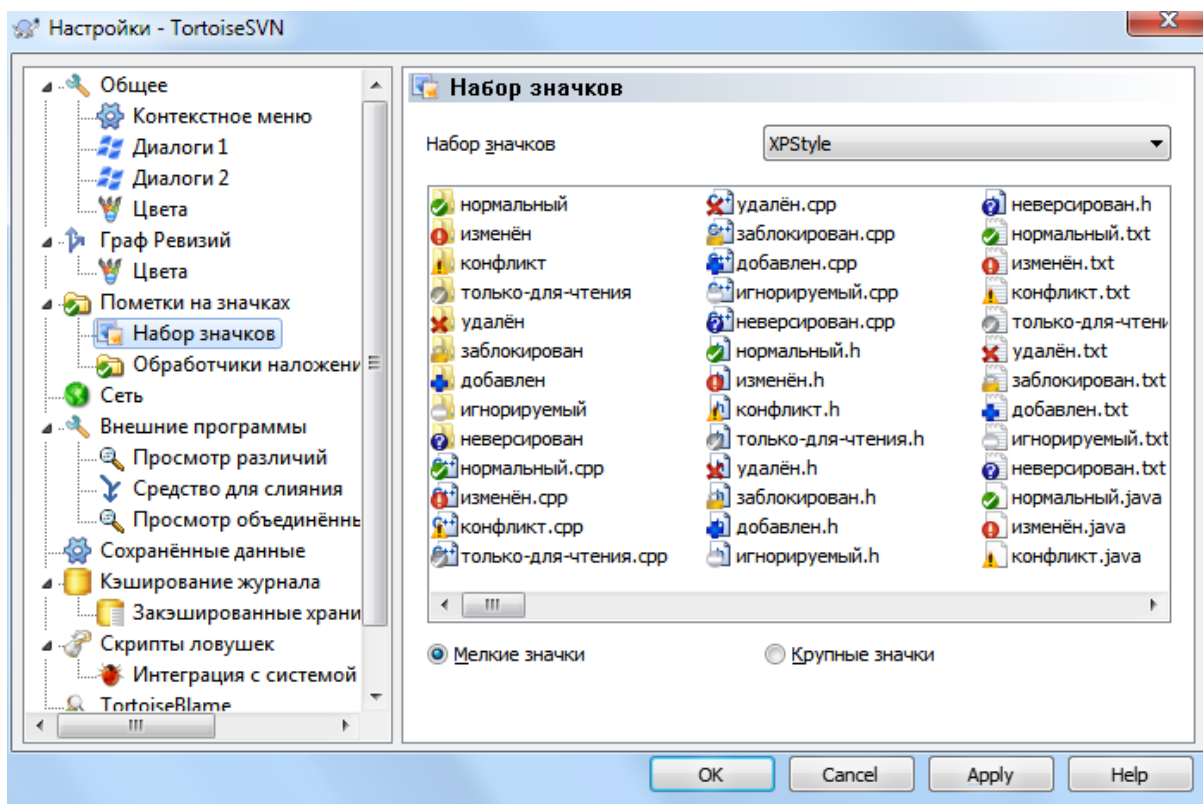 Настройки - TortoiseSVN
Общее
Контекстное меню
Диалоги 1
Диалоги 2
Цвета
Граф Ревизий
Цвета
Пометки на значках
Набор значков
Обработчики наложени
Сеть
Внешние программы
Просмотр различий
Средство для слияния
Просмотр объединённь
Сохранённые данные
Кэширование журнала
Закэшированные храни
Скрипты ловушек
Интеграция с системой
TortoiseBlame
Набор значков
Набор значков
XPStyle
нормальный
изменён
конфликт
только-для-чтения
удалён
заблокирован
добавлен
игнорируемый
неверсирован
нормальный.cpp
изменён.cpp
конфликт.cpp
только-для-чтения.cpp
удалён.cpp
заблокирован.cpp
добавлен.cpp
игнорируемый.cpp
неверсирован.cpp
нормальный.h
изменён.h
конфликт.h
только-для-чтения.h
удалён.h
заблокирован.h
добавлен.h
игнорируемый.h
неверсирован.h
нормальный.txt
изменён.txt
конфликт.txt
только-для-чтени
удалён.txt
заблокирован.txt
добавлен.txt
игнорируемый.txt
неверсирован.txt
нормальный.java
изменён.java
конфликт.java
Мелкие значки
Крупные значки
OK
Cancel
Apply
Help